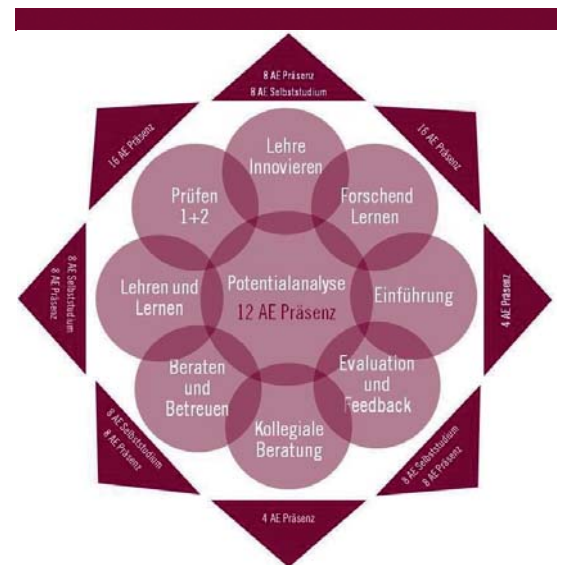 8 AE Präsenz
8 AE Selbststudium
16 AE Präsenz
16 AE Präsenz
Lehre
Innovieren
Prüfen
1+2
Forschend
Lernen
8 AE Selbststudium
8 AE Präsenz
Lehren und
Lernen
Potentialanalyse
12 AE Präsenz
Einführung
4 AE Präsenz
Beraten
und
Betreuen
Evaluation
und
Feedback
Kollegiale
Beratung
8 AE Selbststudium
8 AE Präsenz
8 AE Selbststudium
8 AE Präsenz
4 AE Präsenz